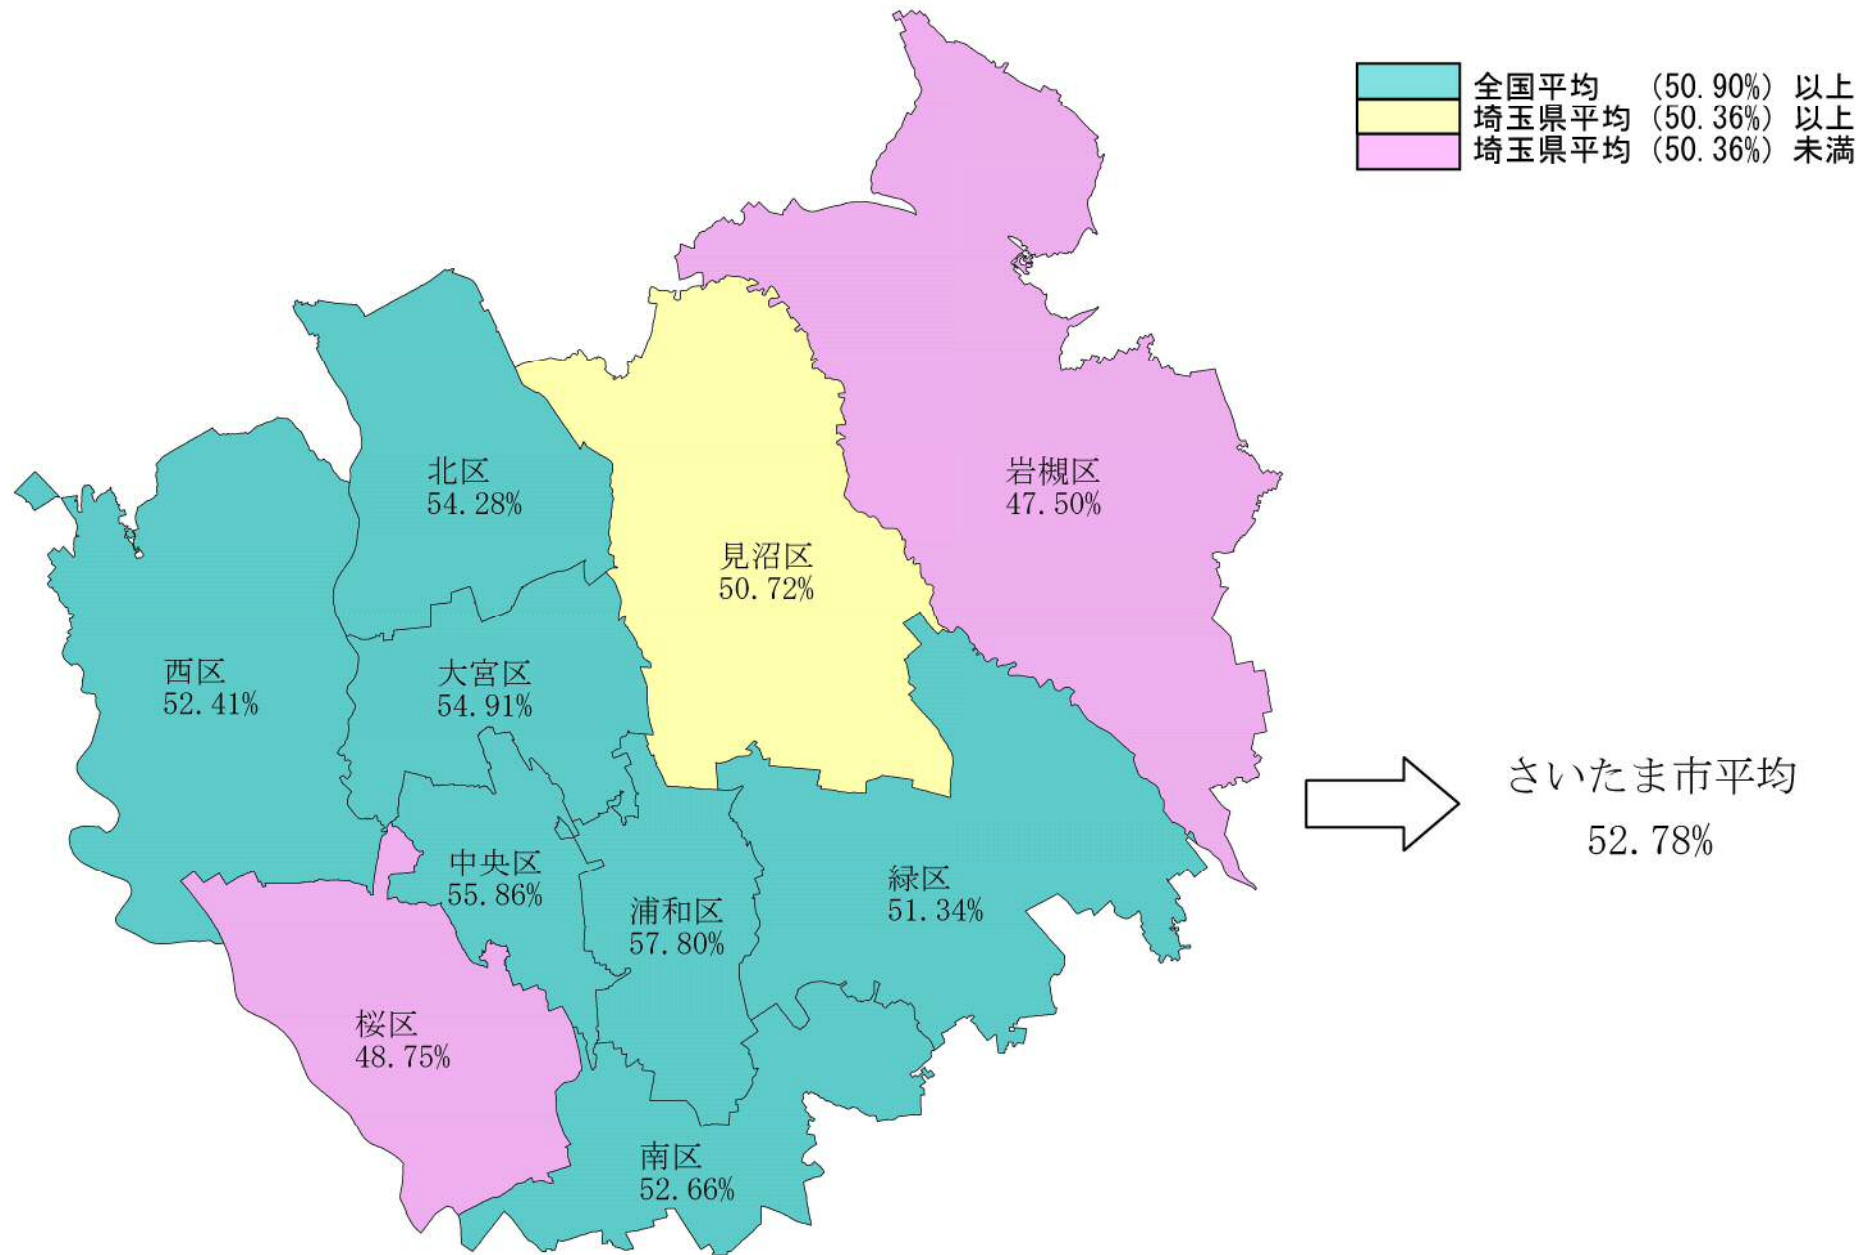 全国平均 (50.90%) 以上
埼玉県平均 (50.36%) 以上
埼玉県平均 (50.36%) 未満
北区
54.28%
岩槻区
47.50%
見沼区
50.72%
西区
52.41%
大宮区
54.91%
さいたま市平均
52.78%
中央区
55.86%
緑区
51.34%
浦和区
57.80%
桜区
48.75%
南区
52.66%